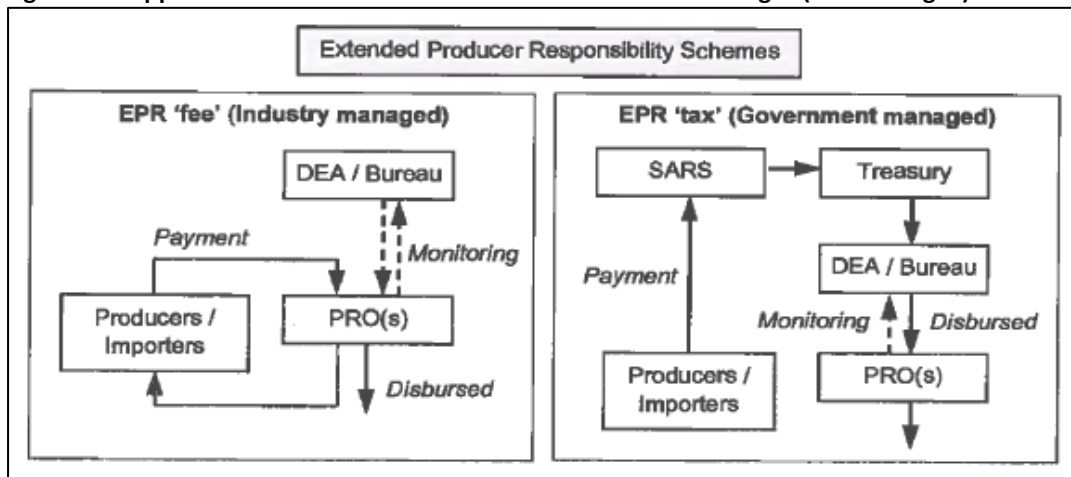 Extended Producer Responsibility Schemes
EPR 'fee' (Industry managed)
DEA / Bureau
Payment
Monitoring
Producers /
Importers
PRO(s)
Disbursed
EPR 'tax' (Government managed)
SARS
Treasury
DEA / Bureau
Payment
Monitoring
Disbursed
Producers /
Importers
PRO(s)